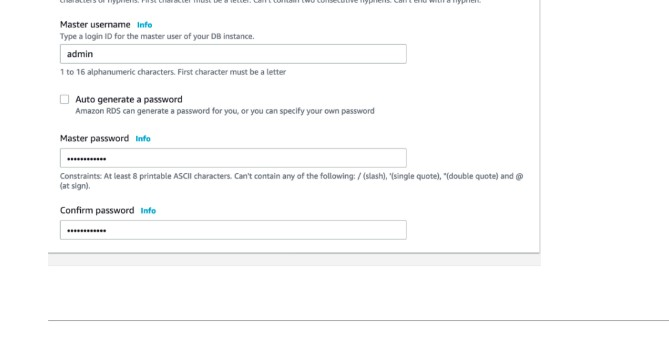 characters or hyphens. First character must be a letter. Can't contain two consecutive hyphens. Can't end with a hyphen.
Master username Info
Type a login ID for the master user of your DB instance.
admin
1 to 16 alphanumeric characters. First character must be a letter
Auto generate a password
Amazon RDS can generate a password for you, or you can specify your own password
Master password Info
••••••••••••
Constraints: At least 8 printable ASCII characters. Can't contain any of the following: / (slash), '(single quote), "(double quote) and @
(at sign).
Confirm password Info
••••••••••••